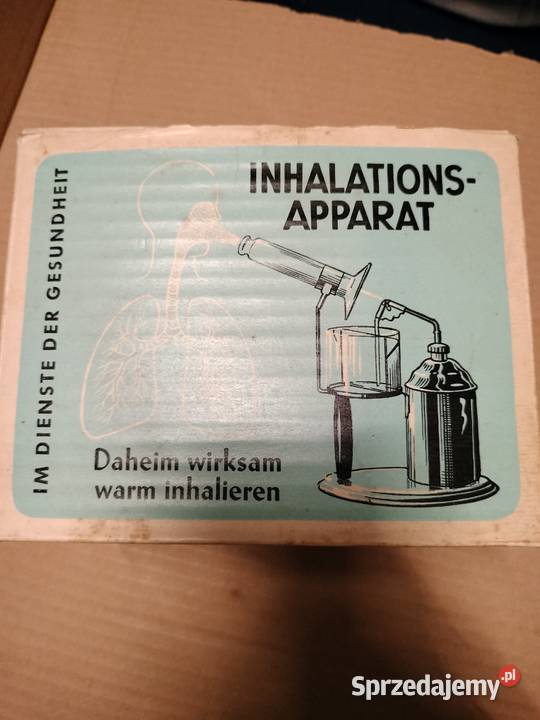 IM DIENSTE DER GESUNDHEIT
INHALATIONS-
APPARAT
Daheim wirksam
warm inhalieren
Sprzedajemy.pl